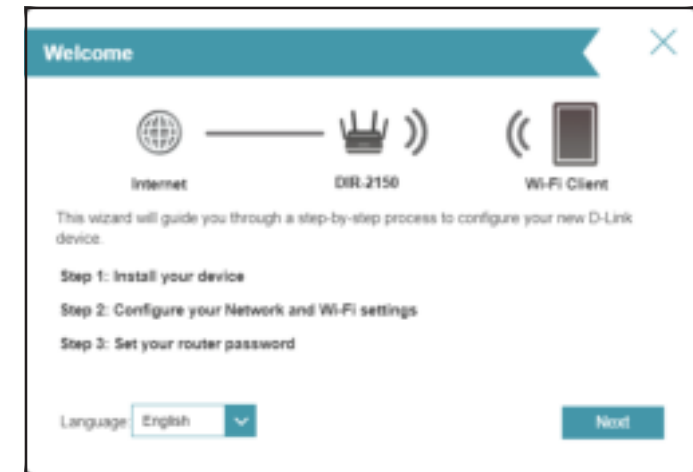 Welcome
Internet
DIR-2150
Wi-Fi Client
This wizard will guide you through a step-by-step process to configure your new D-Link
device.
Step 1: Install your device
Step 2: Configure your Network and Wi-Fi settings
Step 3: Set your router password
Language: English
Next